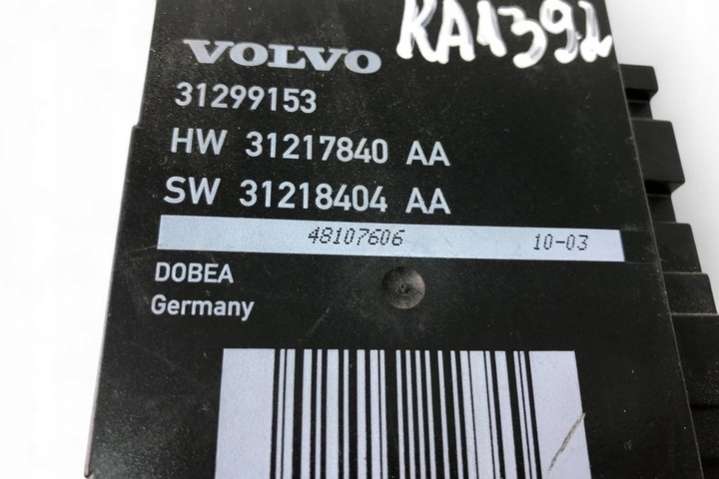 KA1392
VOLVO
31299153
HW 31217840 AA
SW 31218404 AA
48107606 10-03
DOBEA
Germany